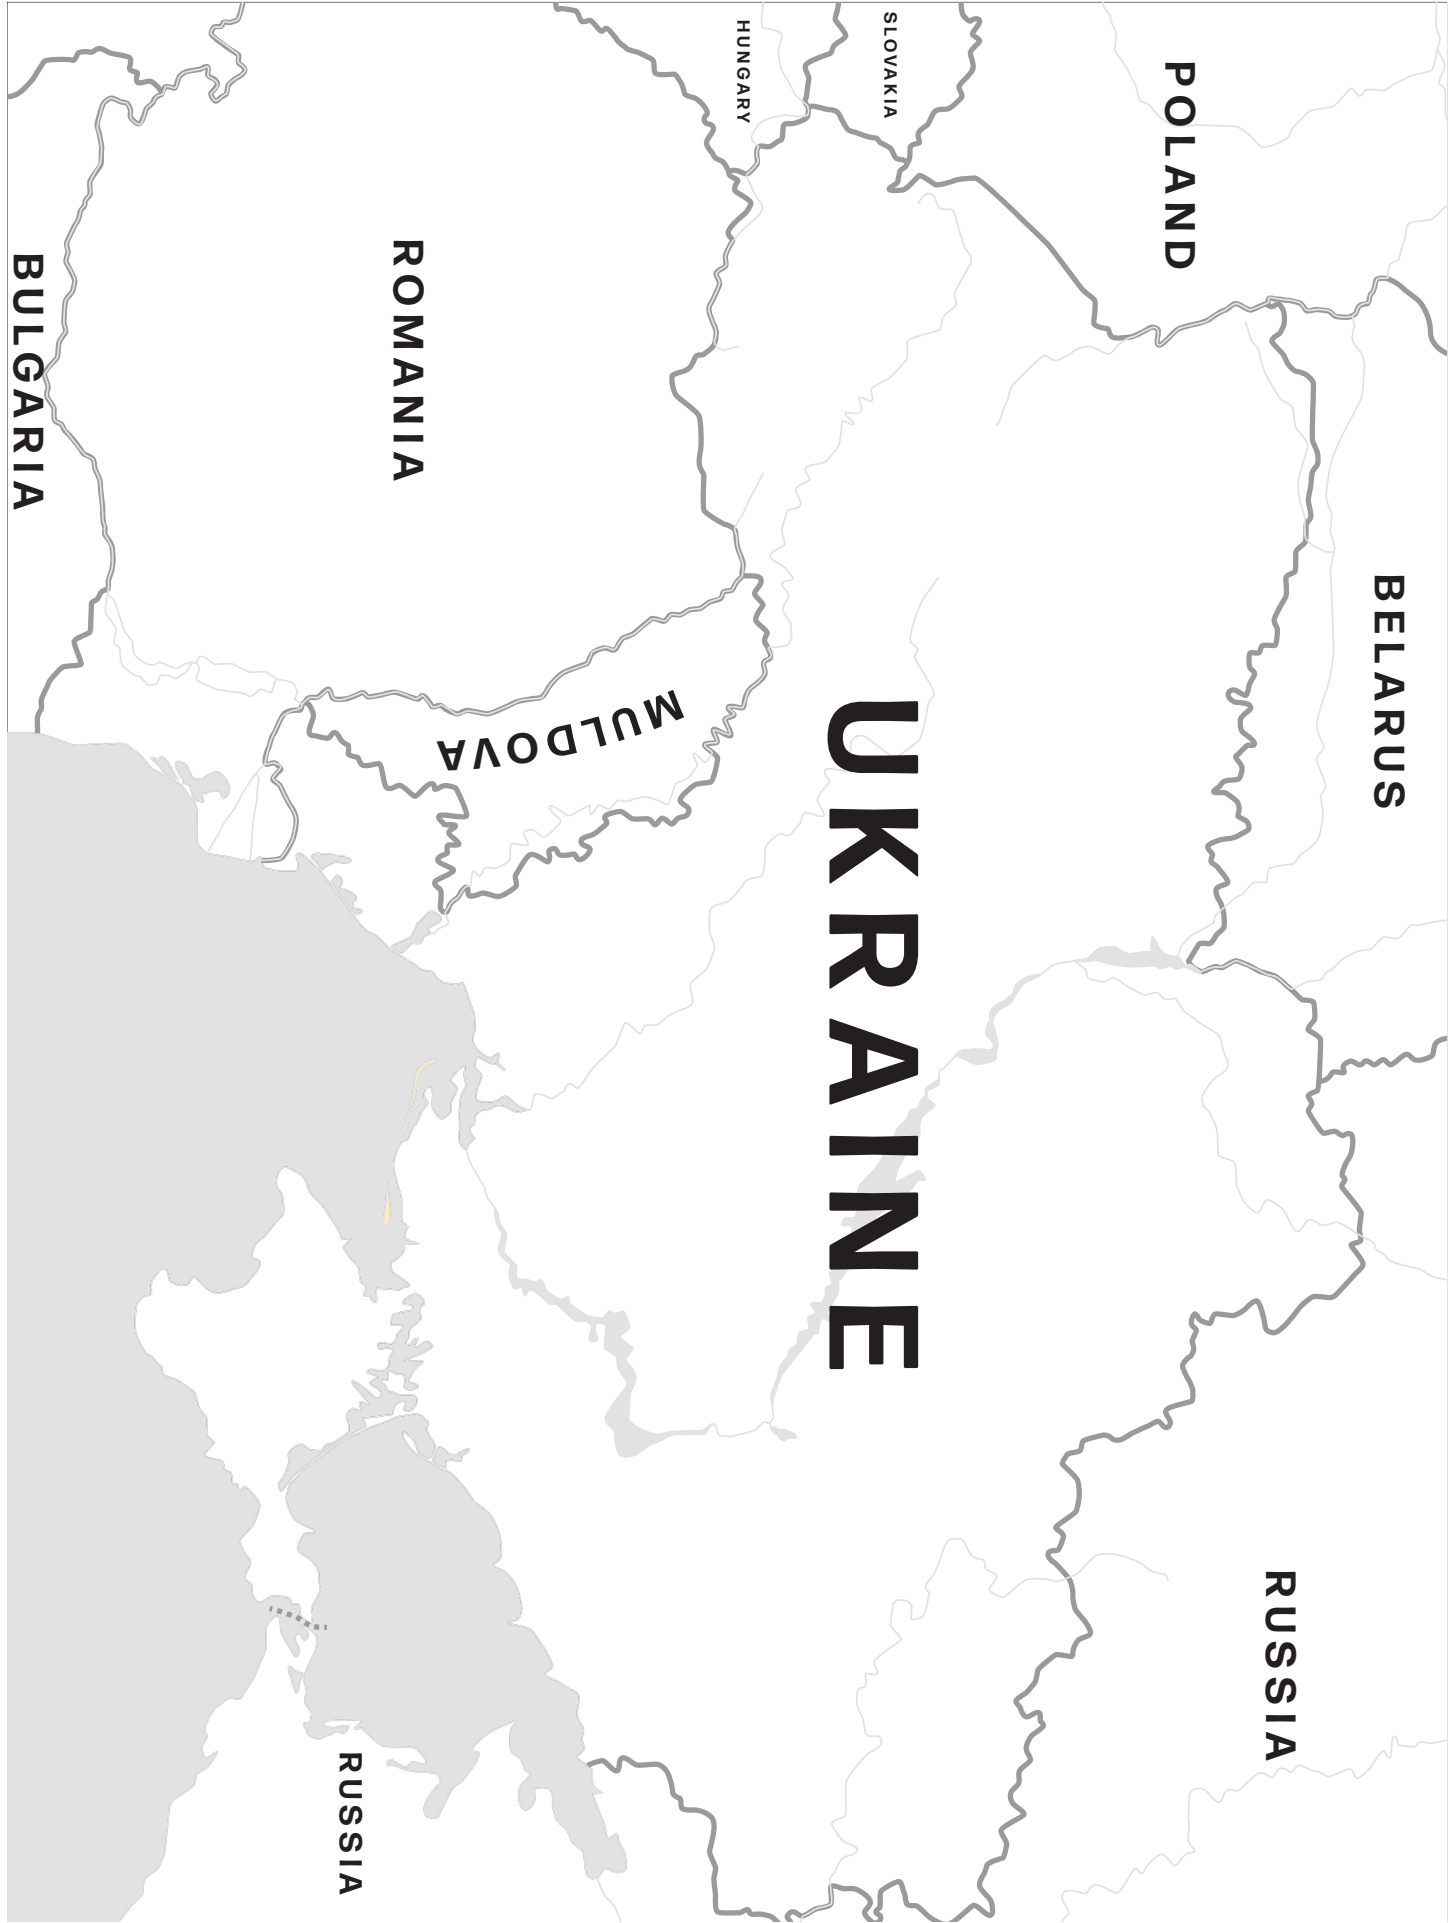 BELARUS
RUSSIA
POLAND
SLOVAKIA
UKRAINE
HUNGARY
MULDOVA
ROMANIA
RUSSIA
BULGARIA